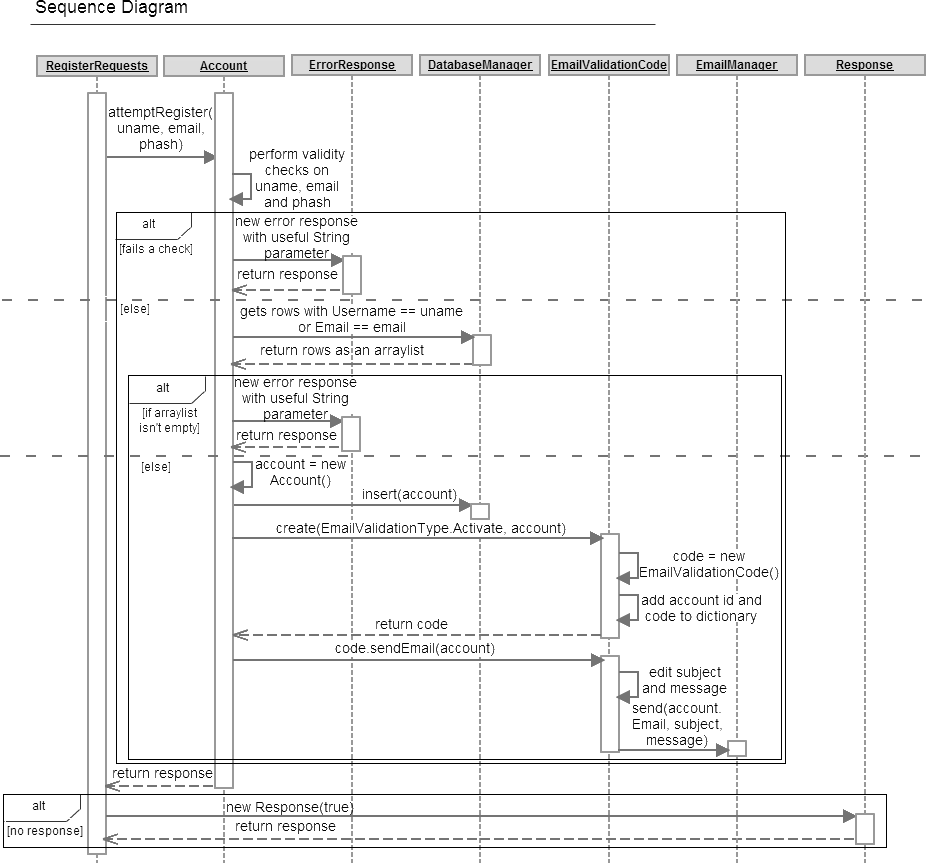 Sequence Diagram
RegisterRequests
Account
ErrorResponse
DatabaseManager
EmailValidationCode
EmailManager
Response
attemptRegister(
uname, email,
phash)
perform validity
checks on
uname, email
and phash
alt
[fails a check]
new error response
with useful String
parameter
return response
[else]
gets rows with Username == uname
or Email == email
return rows as an arraylist
alt
[if arraylist
isn't empty]
new error response
with useful String
parameter
return response
[else]
account = new
Account()
insert(account)
create(EmailValidationType.Activate, account)
code = new
EmailValidationCode()
add account id and
code to dictionary
return code
code.sendEmail(account)
edit subject
and message
send(account.
Email, subject,
message)
return response
alt
[no response]
new Response(true)
return response